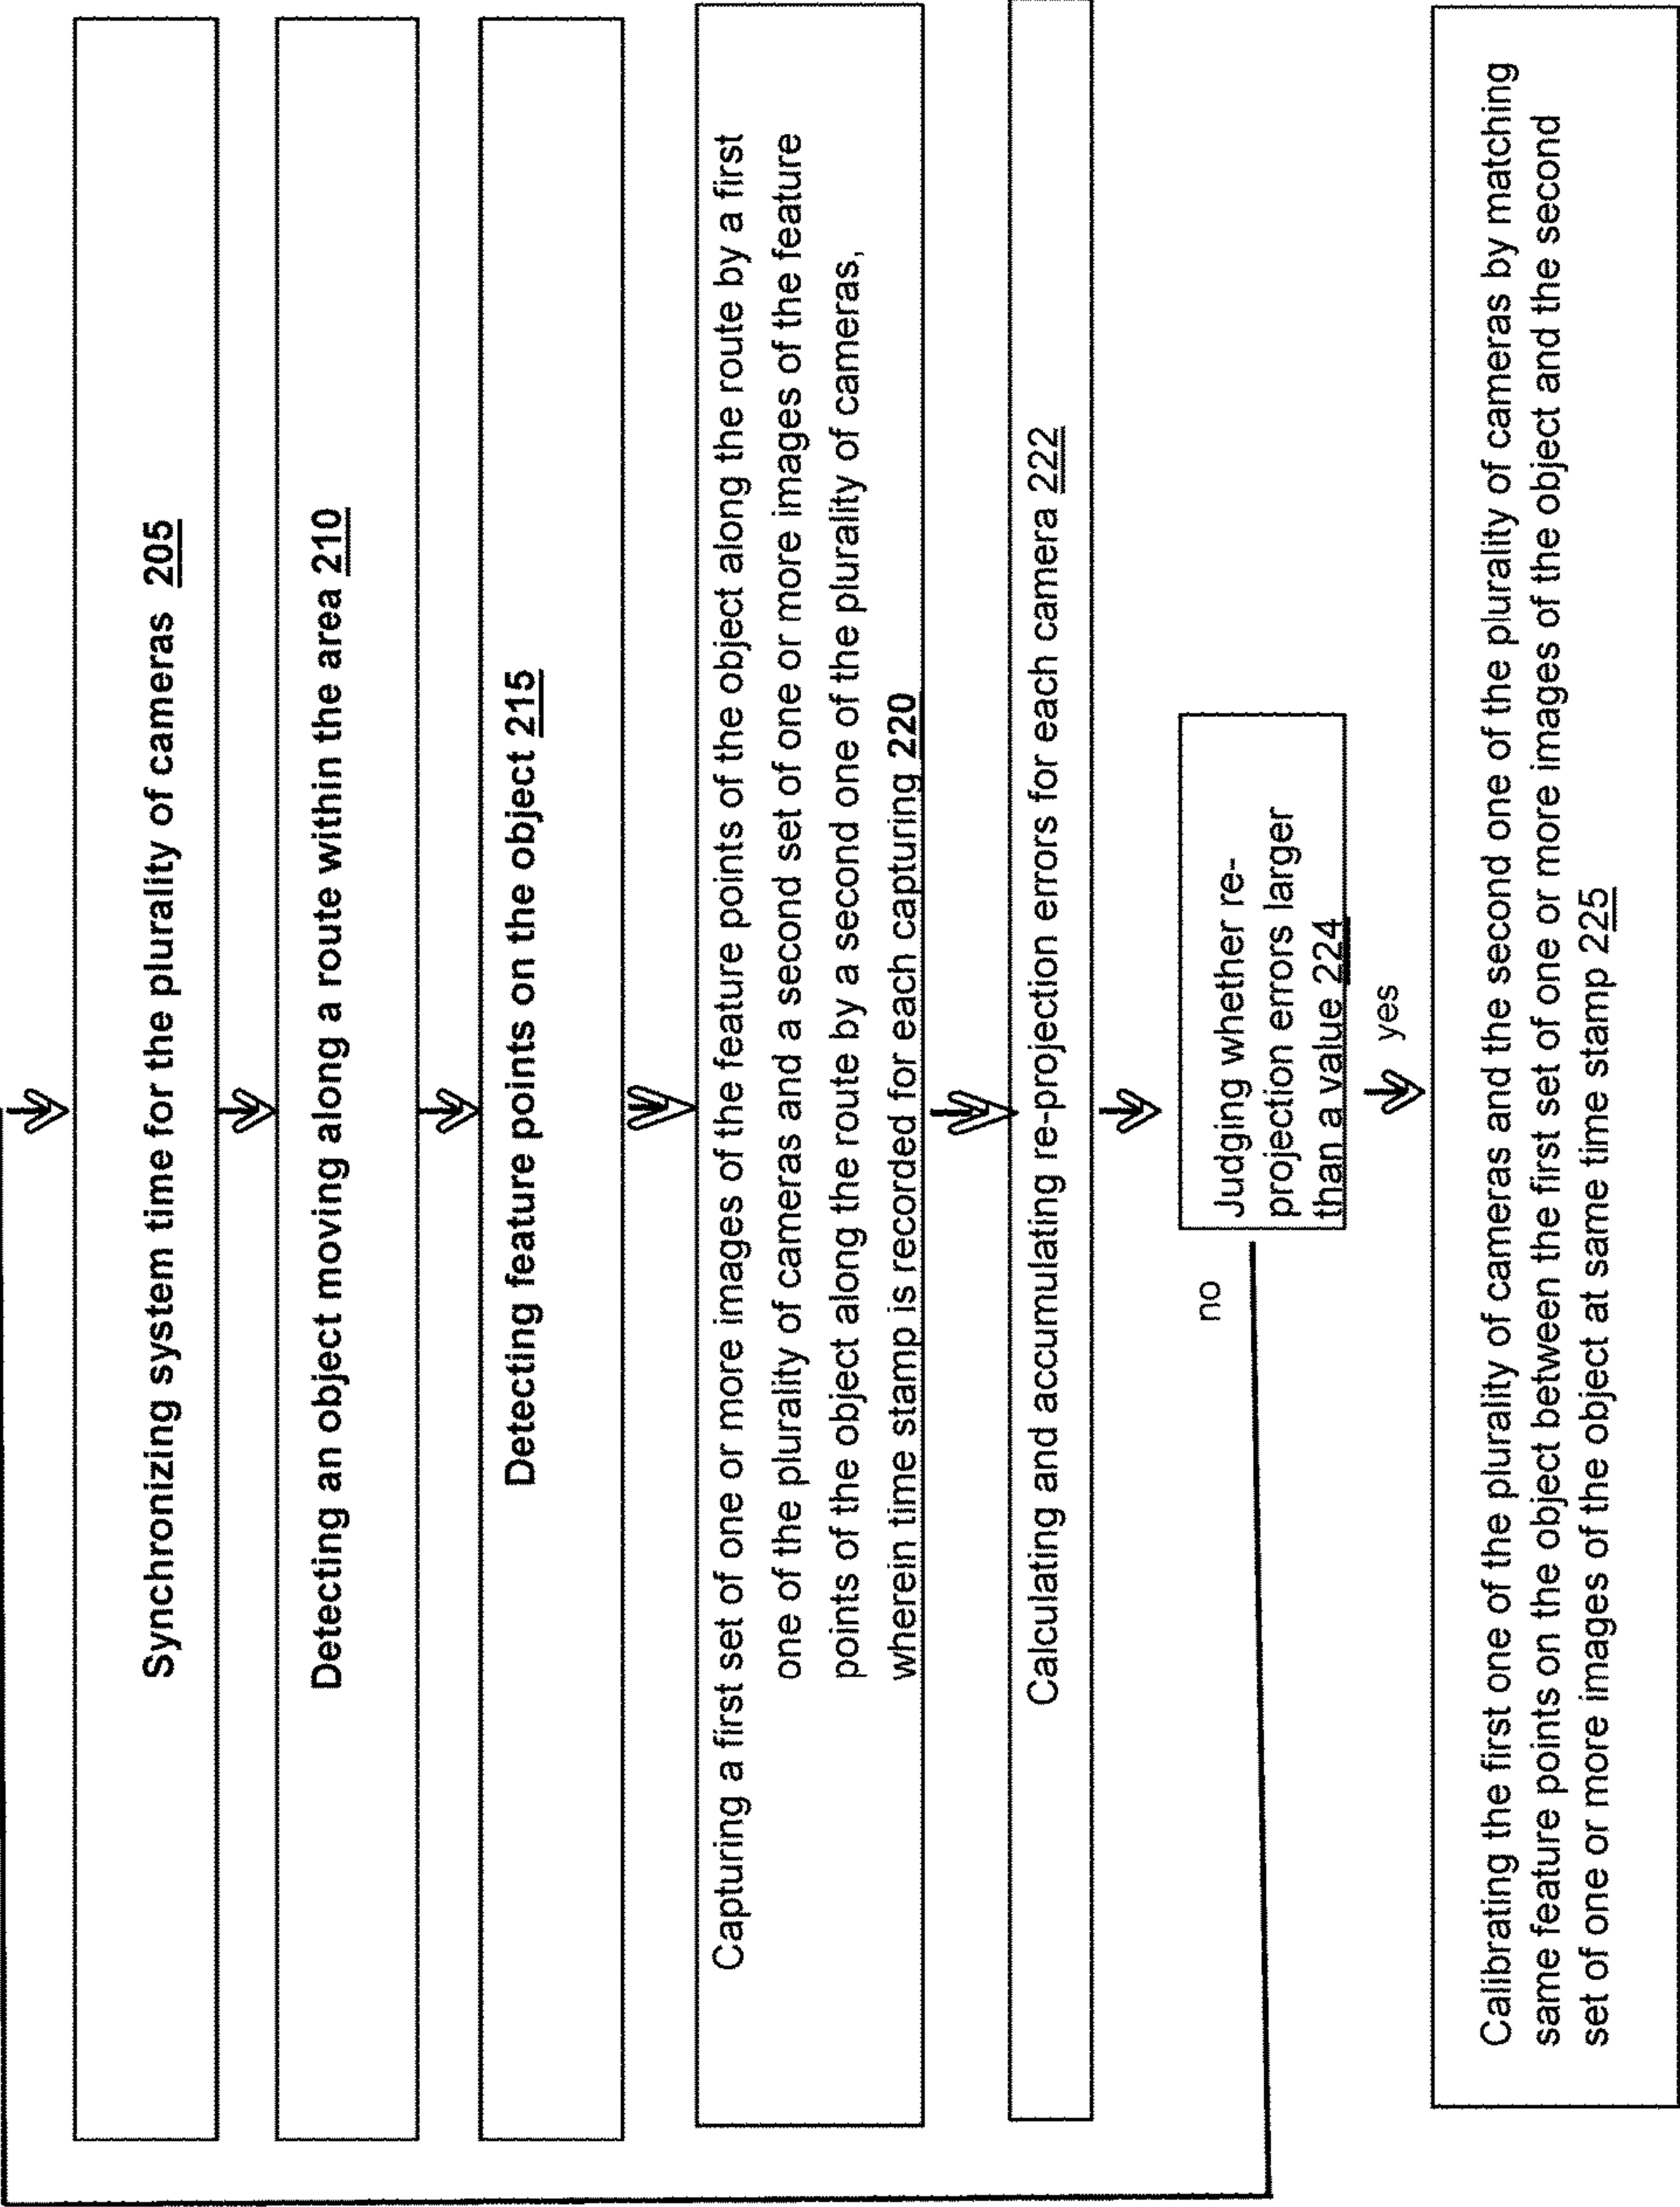 Synchronizing system time for the plurality of cameras 205
Detecting an object moving along a route within the area 210
Detecting feature points on the object 215
Capturing a first set of one or more images of the feature points of the object along the route by a first
one of the plurality of cameras and a second set of one or more images of the feature
points of the object along the route by a second one of the plurality of cameras,
wherein time stamp is recorded for each capturing 220
Calculating and accumulating re-projection errors for each camera 222
Judging whether re-
projection errors larger
than a value 224
no
yes
Calibrating the first one of the plurality of cameras and the second one of the plurality of cameras by matching
same feature points on the object between the first set of one or more images of the object and the second
set of one or more images of the object at same time stamp 225